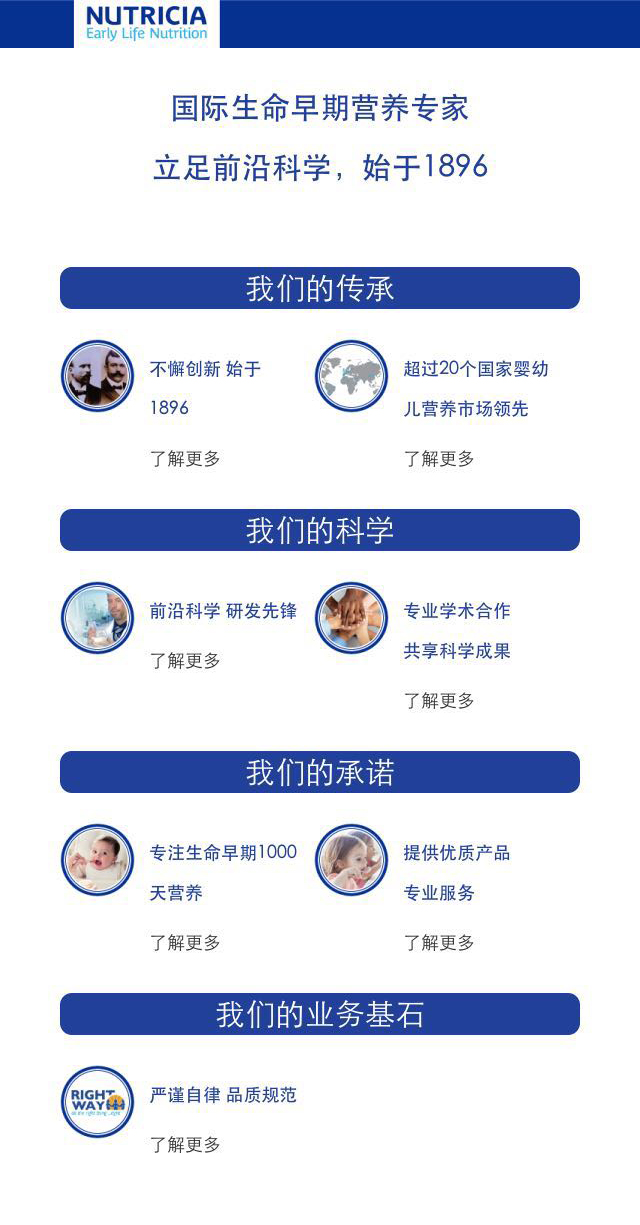 NUTRICIA
Early Life Nutrition
国际生命早期营养专家
立足前沿科学，始于1896
我们的传承
不懈创新 始于
1896
了解更多
超过20个国家婴幼
儿营养市场领先
了解更多
我们的科学
前沿科学 研发先锋
了解更多
专业学术合作
共享科学成果
了解更多
我们的承诺
专注生命早期1000
天营养
了解更多
提供优质产品
专业服务
了解更多
我们的业务基石
RIGHT
WAY
严谨自律 品质规范
了解更多